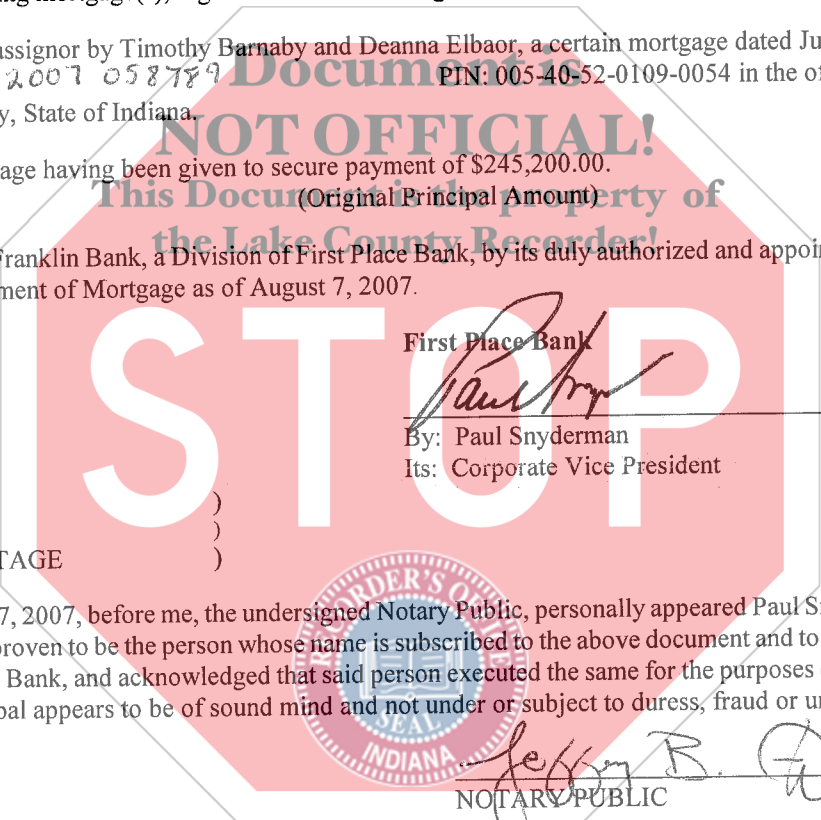 assignor by Timothy Barnaby and Deanna Elbaor, a certain mortgage dated Ju
2007 058789
PIN: 005-40-52-0109-0054 in the of
y, State of Indiana.
age having been given to secure payment of $245,200.00.
(Original Principal Amount)
Franklin Bank, a Division of First Place Bank, by its duly authorized and appoin
ment of Mortgage as of August 7, 2007.
Document is
NOT OFFICIAL!
This Document is the property of
the Lake County Recorder!
STOP
First Place Bank
By: Paul Snyderman
Its: Corporate Vice President
)
)
TAGE )
7, 2007, before me, the undersigned Notary Public, personally appeared Paul S
proven to be the person whose name is subscribed to the above document and to
Bank, and acknowledged that said person executed the same for the purposes
pal appears to be of sound mind and not under or subject to duress, fraud or u
RECORDER'S OFFICE
SEAL
INDIANA
Jeffrey B.
NOTARY PUBLIC